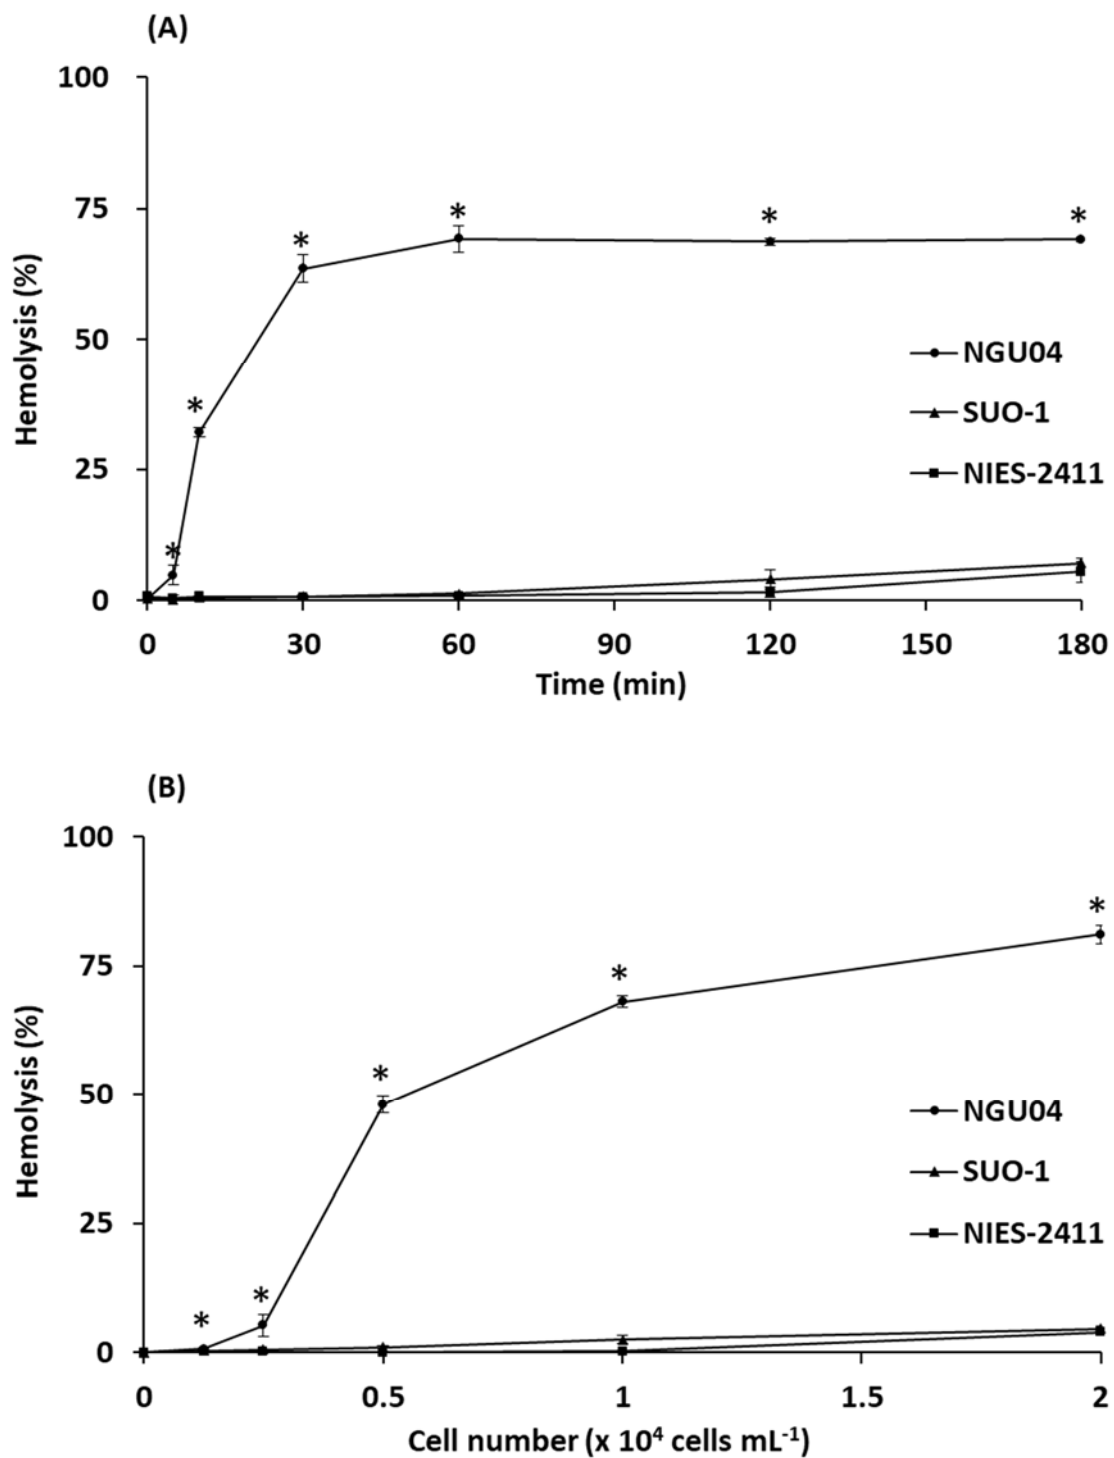 (A)
100
75
50
25
0
Hemolysis (%)
* * * * * *
NGU04
SUO-1
NIES-2411
0 30 60 90 120 150 180
Time (min)
(B)
100
75
50
25
0
Hemolysis (%)
* * * * *
NGU04
SUO-1
NIES-2411
0 0.5 1 1.5 2
Cell number (x 10⁴ cells mL⁻¹)